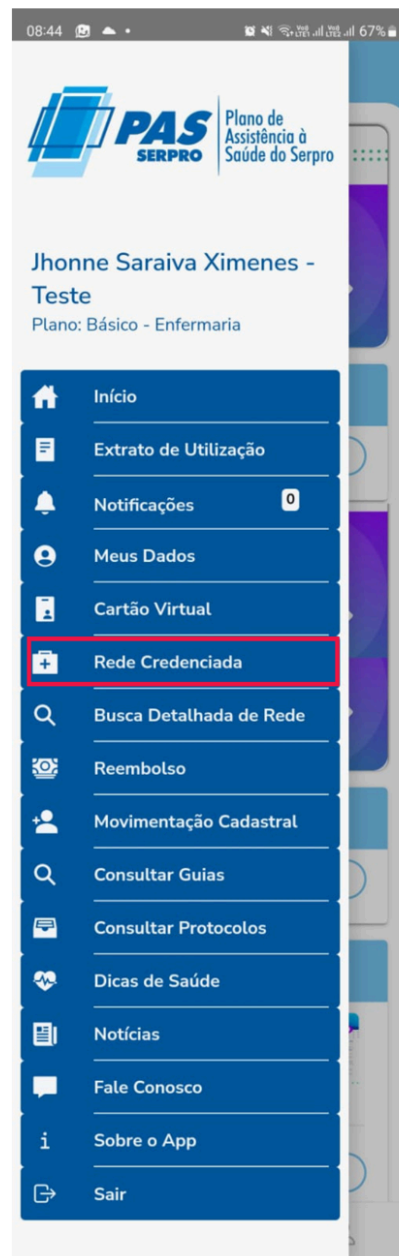 08:44 67%
PAS
SERPRO
Plano de
Assistência à
Saúde do Serpro
Jhonne Saraiva Ximenes -
Teste
Plano: Básico - Enfermaria
Início
Extrato de Utilização
Notificações 0
Meus Dados
Cartão Virtual
Rede Credenciada
Busca Detalhada de Rede
Reembolso
Movimentação Cadastral
Consultar Guias
Consultar Protocolos
Dicas de Saúde
Notícias
Fale Conosco
Sobre o App
Sair